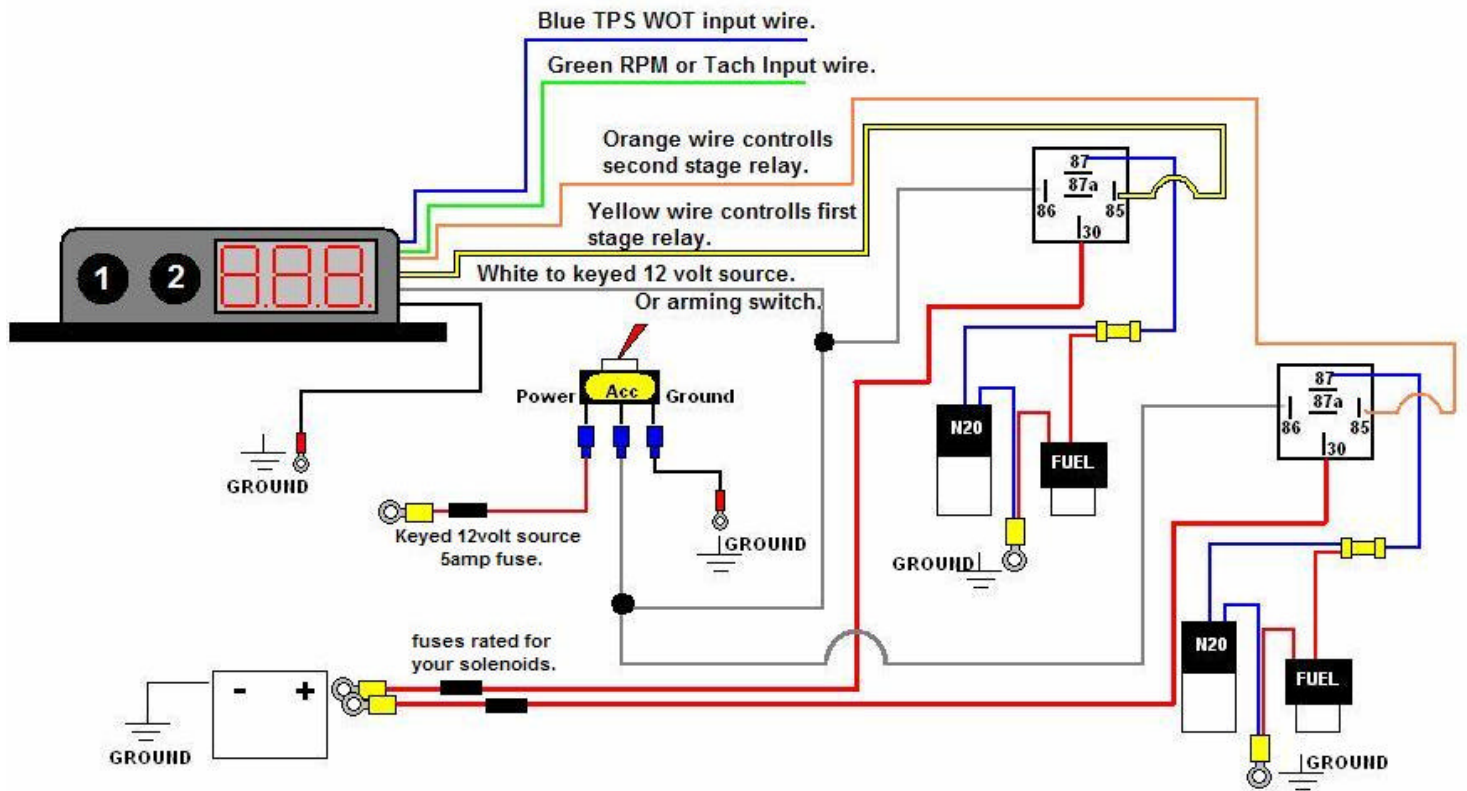 Blue TPS WOT input wire.
Green RPM or Tach Input wire.
Orange wire controlls
second stage relay.
Yellow wire controlls first
stage relay.
White to keyed 12 volt source.
Or arming switch.
1
2
8.8.8.
87
87a
86
85
30
Power
Acc
Ground
GROUND
Keyed 12volt source
5amp fuse.
GROUND
N20
FUEL
GROUND
87
87a
86
85
30
fuses rated for
your solenoids.
- +
GROUND
N20
FUEL
GROUND